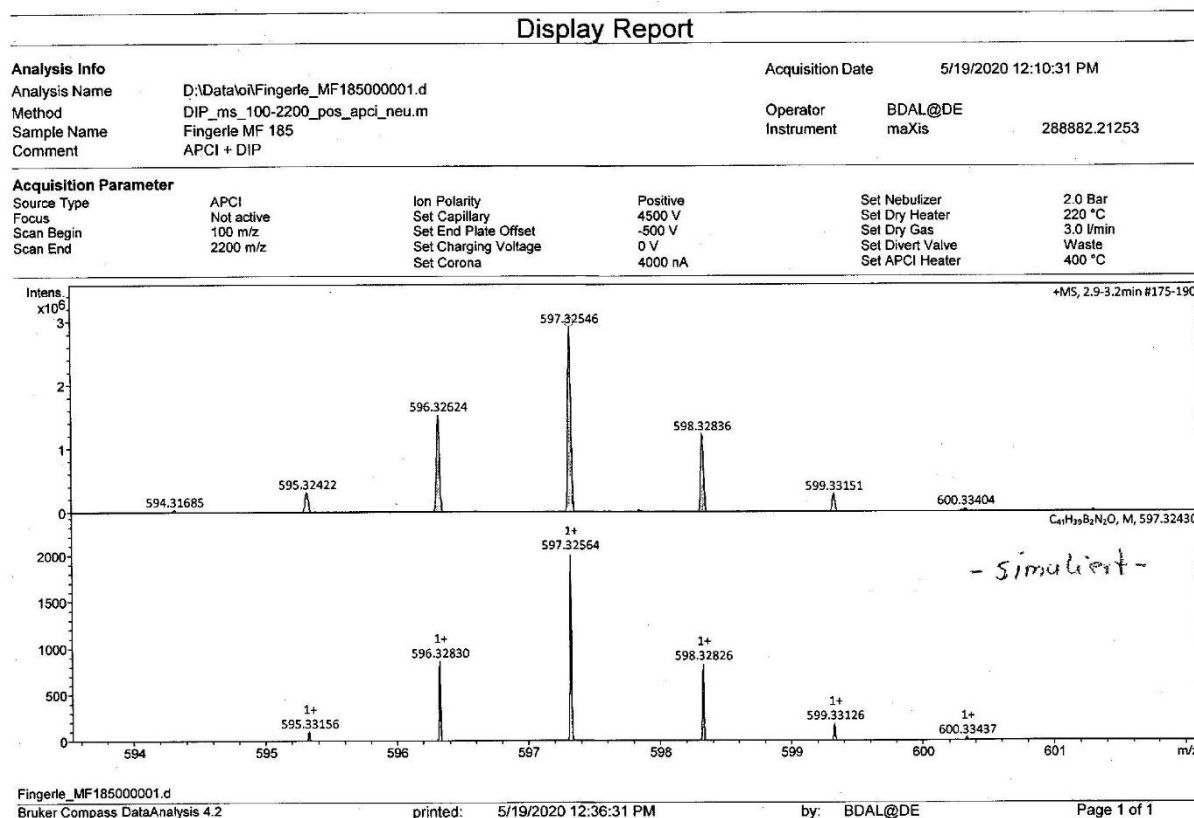 Display Report
Analysis Info
Acquisition Date 5/19/2020 12:10:31 PM
Analysis Name D:\Data\oi\Fingerle_MF185000001.d
Method DIP_ms_100-2200_pos_apci_neu.m
Operator BDAL@DE
Sample Name Fingerle MF 185
Instrument maXis 288882.21253
Comment APCI + DIP
Acquisition Parameter
Source Type APCI Ion Polarity Positive Set Nebulizer 2.0 Bar
Focus Not active Set Capillary 4500 V Set Dry Heater 220 °C
Scan Begin 100 m/z Set End Plate Offset -500 V Set Dry Gas 3.0 l/min
Scan End 2200 m/z Set Charging Voltage 0 V Set Divert Valve Waste
Set Corona 4000 nA Set APCI Heater 400 °C
Intens.
x10⁶
+MS, 2.9-3.2min #175-190
3
597.32546
2
596.32624
598.32836
1
595.32422
599.33151
594.31685
600.33404
0
C₄₁H₃₉B₂N₂O, M, 597.32430
1+
597.32564
2000
- simuliert -
1500
1+
596.32830
1+
598.32826
1000
500
1+
595.33156
1+
599.33126
1+
600.33437
0
594 595 596 597 598 599 600 601 m/z
Fingerle_MF185000001.d
Bruker Compass DataAnalysis 4.2 printed: 5/19/2020 12:36:31 PM by: BDAL@DE Page 1 of 1